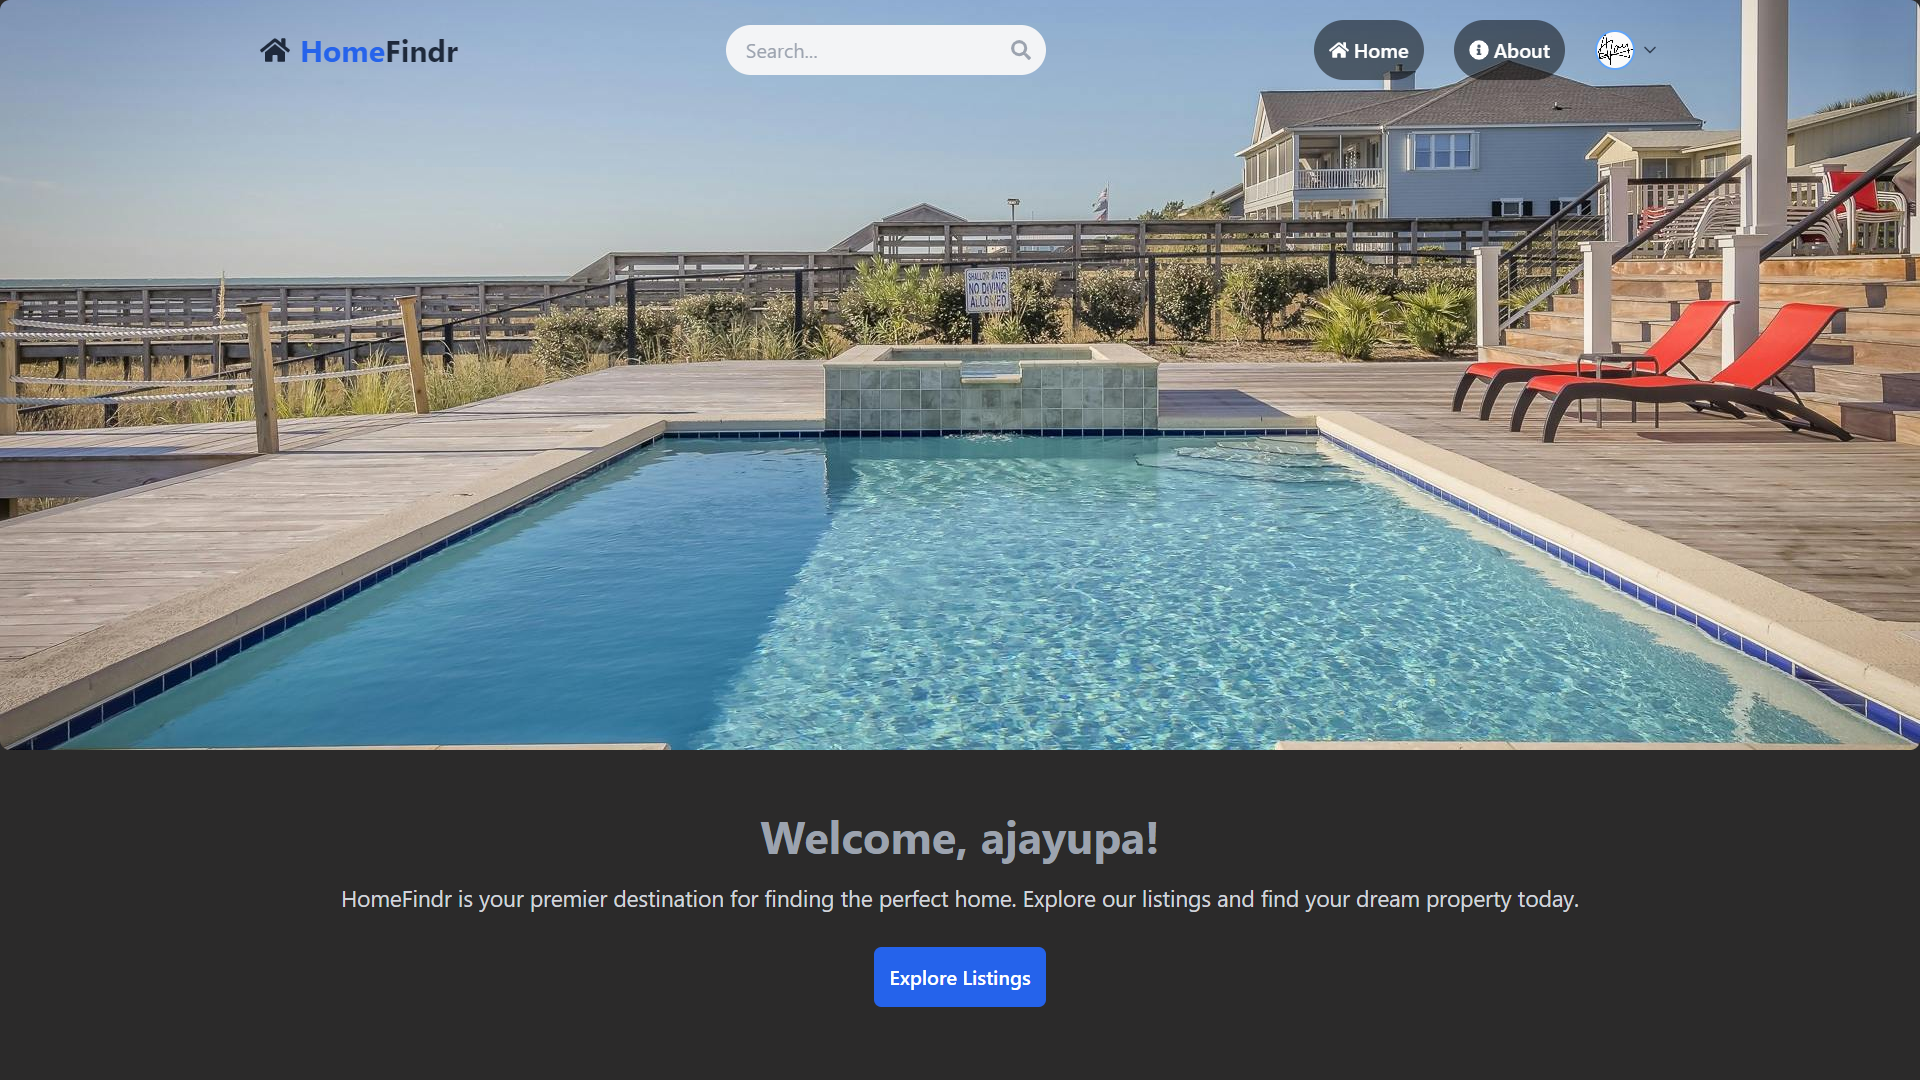 HomeFindr
Search...
Home
About
SHALLOW WATER
NO DIVING
ALLOWED
Welcome, ajayupa!
HomeFindr is your premier destination for finding the perfect home. Explore our listings and find your dream property today.
Explore Listings